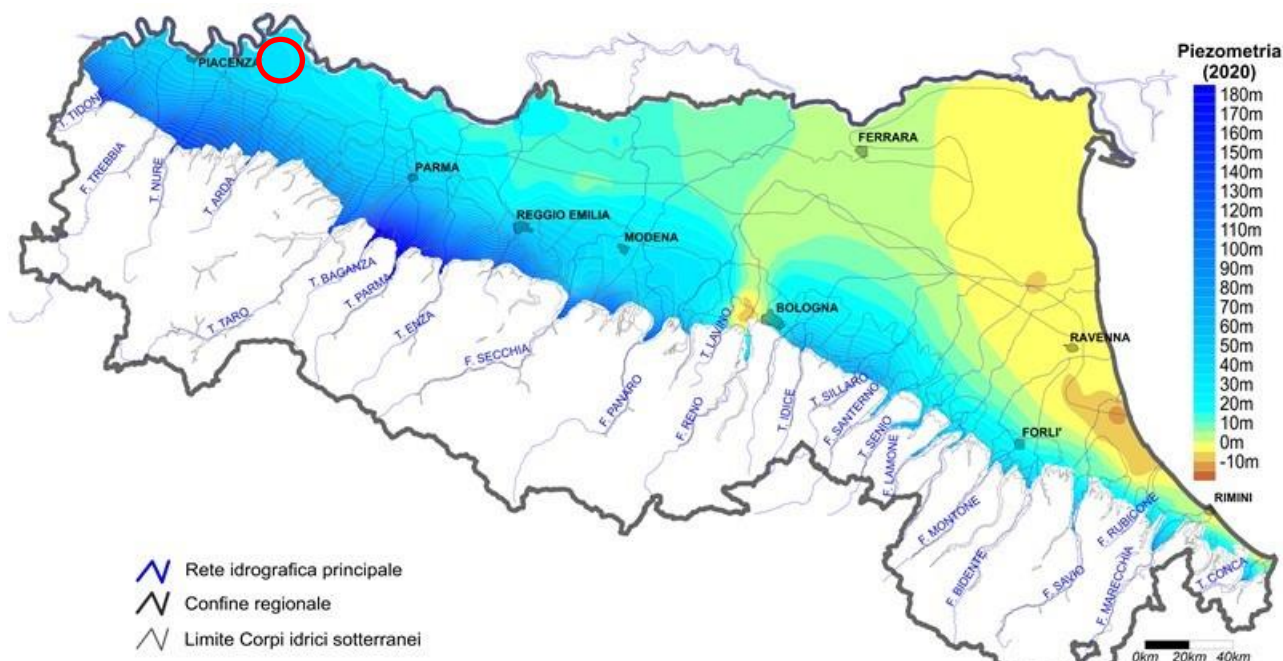 Piezometria
(2020)
180m
170m
160m
150m
140m
130m
120m
110m
100m
90m
80m
70m
60m
50m
40m
30m
20m
10m
0m
-10m
PIACENZA
PARMA
REGGIO EMILIA
MODENA
FERRARA
BOLOGNA
RAVENNA
FORLI'
RIMINI
T. TIDONE
F. TREBBIA
T. NURE
T. ARDA
T. TARO
T. BAGANZA
T. PARMA
T. ENZA
F. SECCHIA
F. PANARO
T. LAVINO
F. RENO
T. IDICE
T. SILLARO
F. SANTERNO
T. SENIO
F. LAMONE
F. MONTONE
F. BIDENTE
F. SAVIO
F. RUBICONE
F. MARECCHIA
T. CONCA
Rete idrografica principale
Confine regionale
Limite Corpi idrici sotterranei
0km 20km 40km